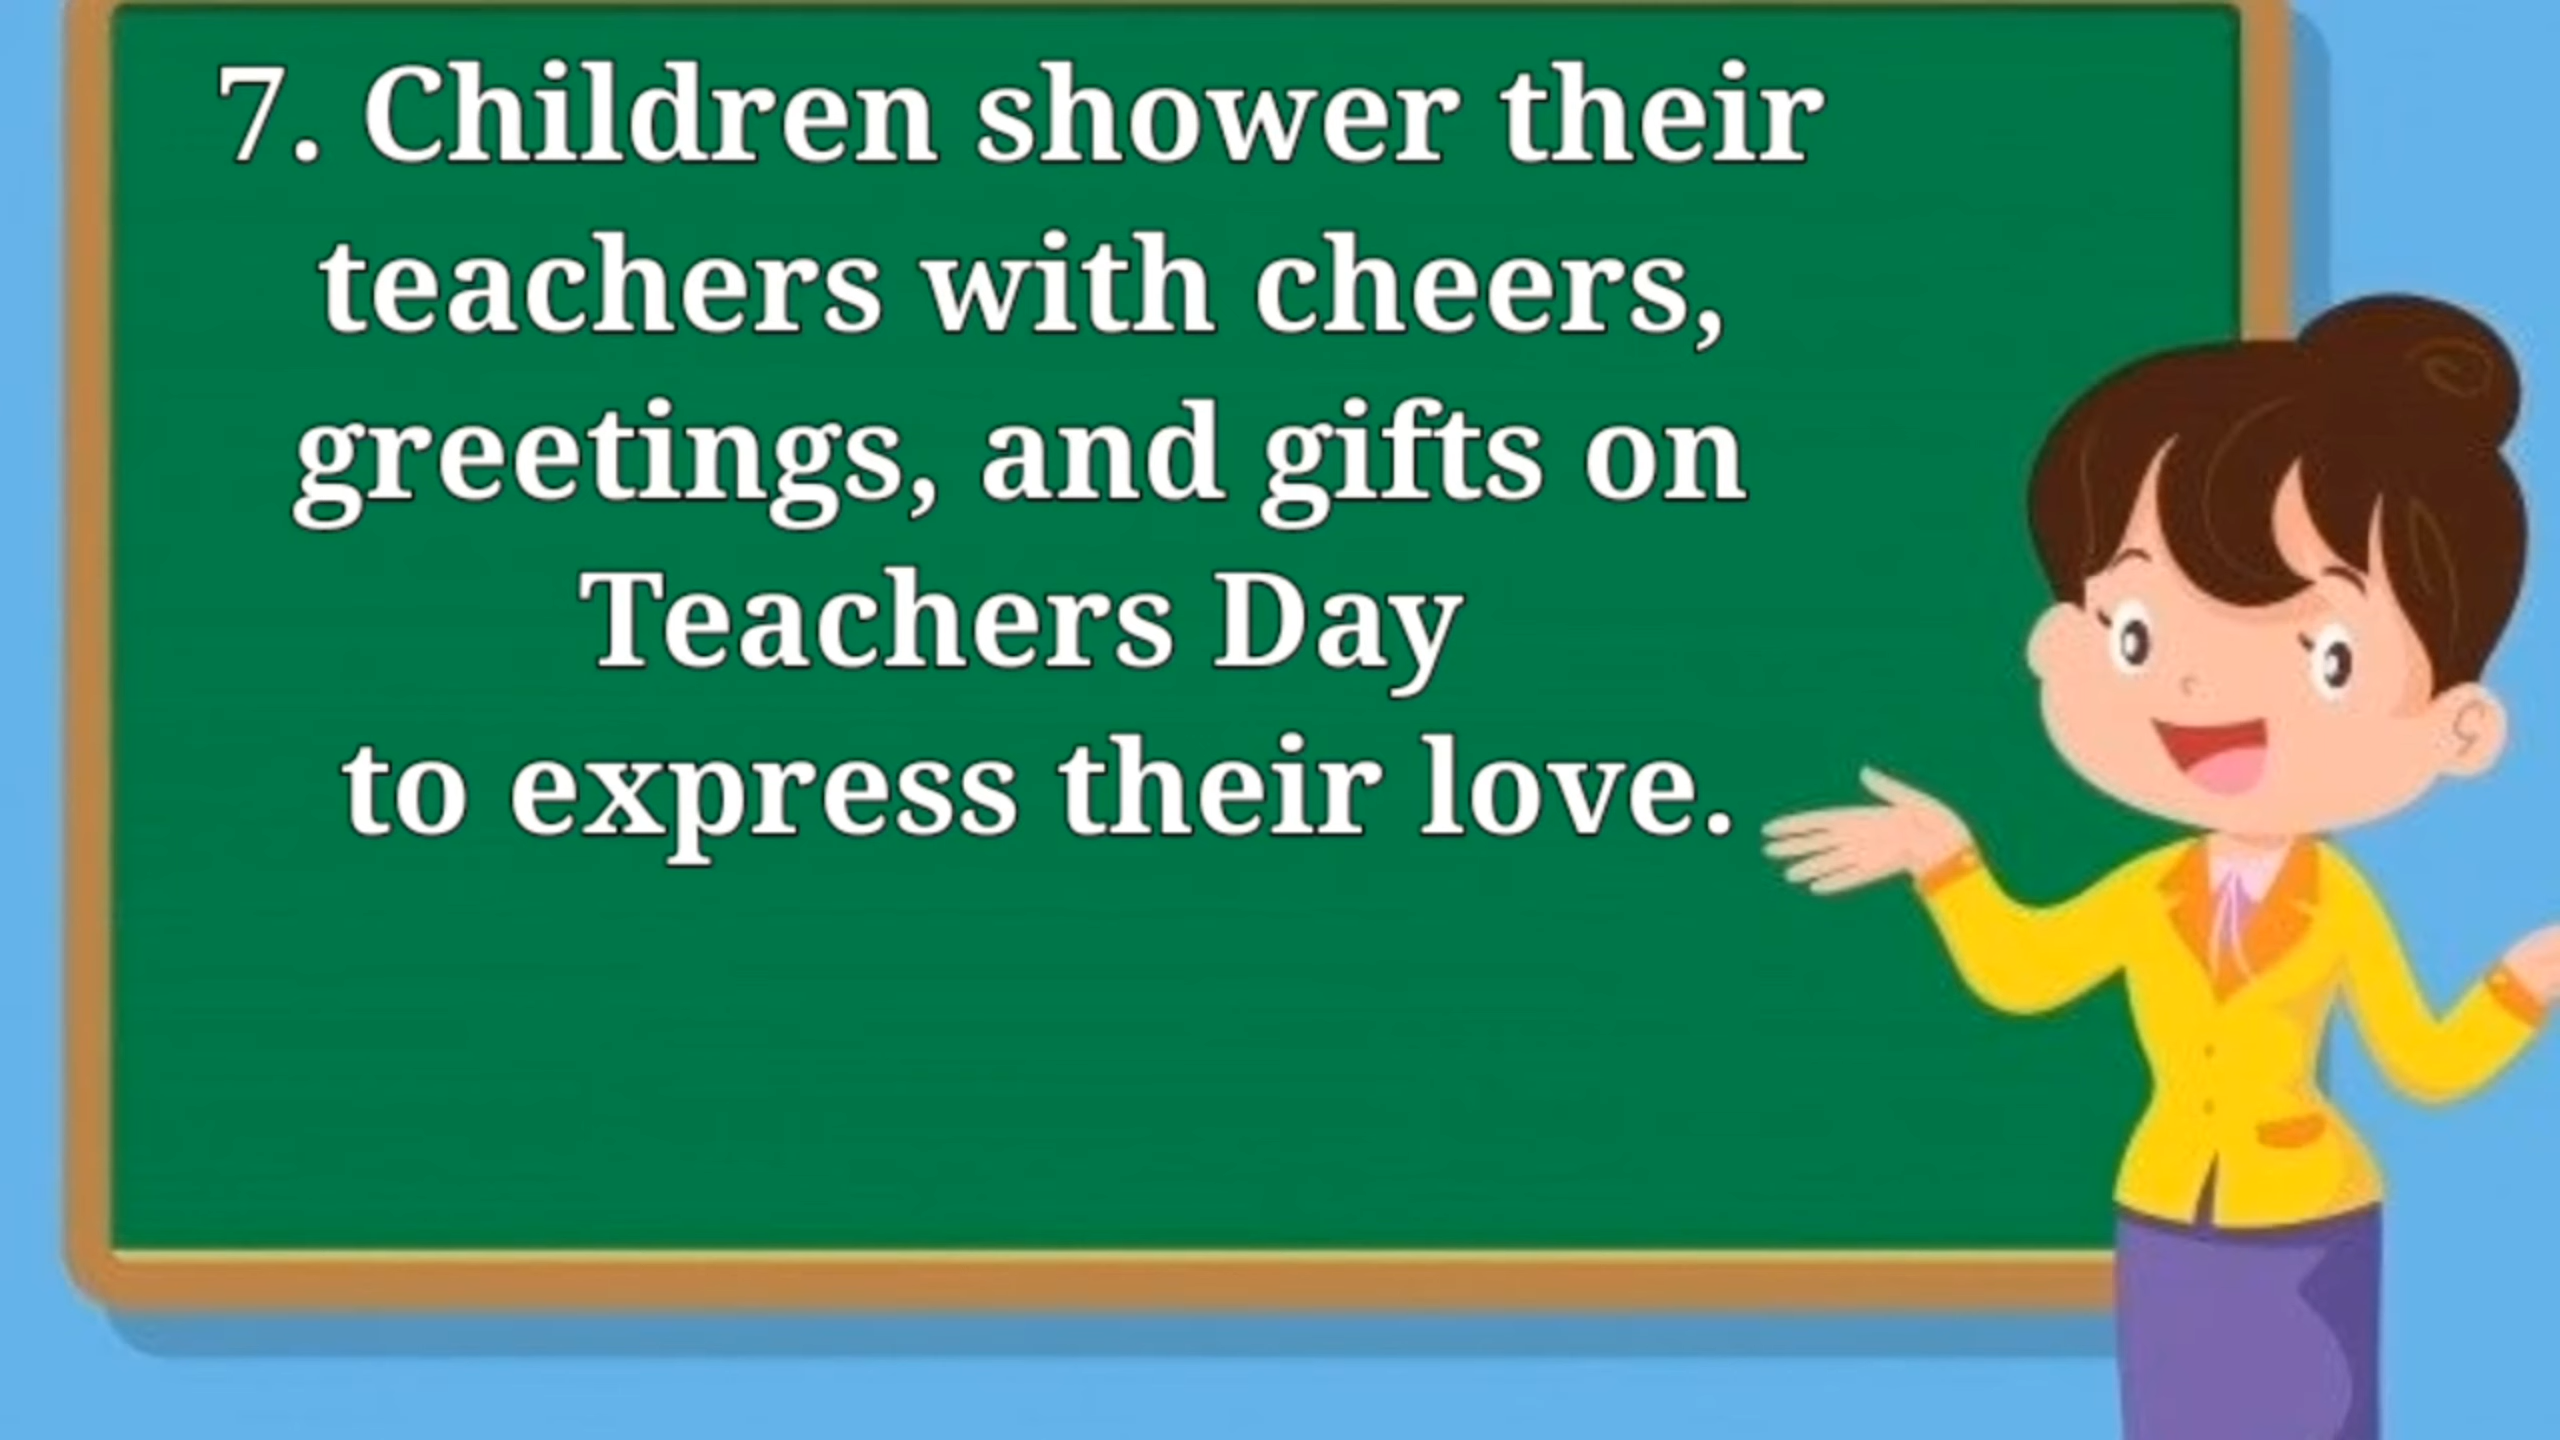 7. Children shower their
teachers with cheers,
greetings, and gifts on
Teachers Day
to express their love.